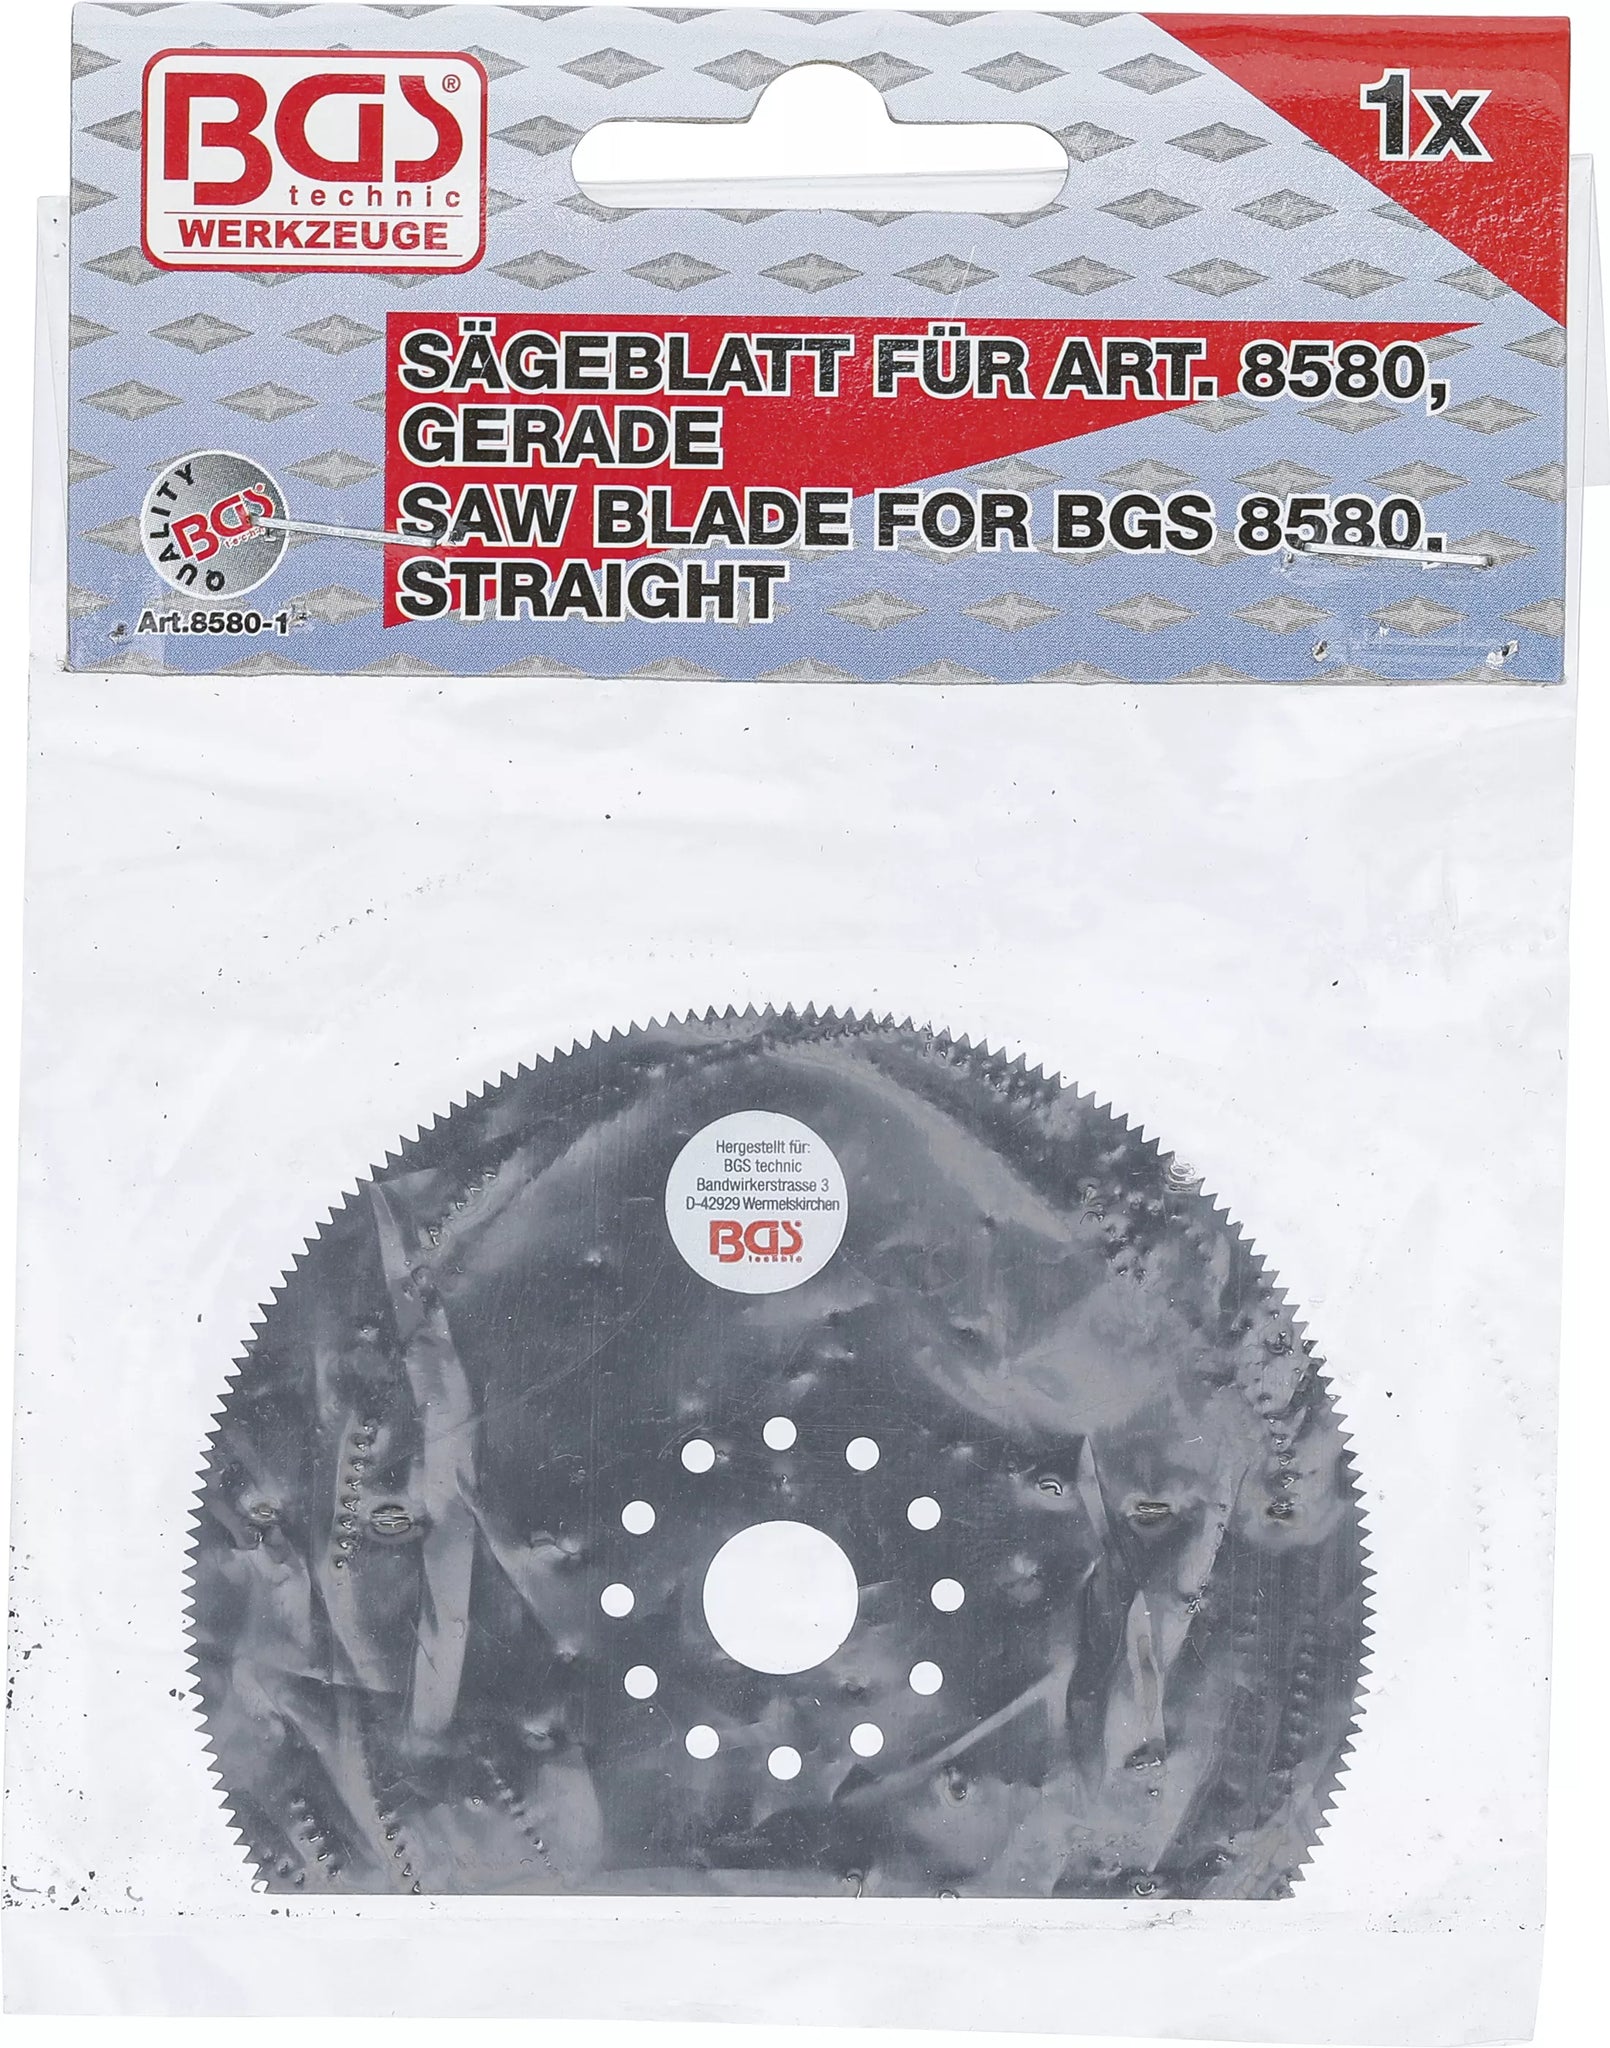 BGS®
technic
WERKZEUGE
1x
SÄGEBLATT FÜR ART. 8580,
GERADE
SAW BLADE FOR BGS 8580,
STRAIGHT
QUALITY
BGS
Art.8580-1
Hergestellt für:
BGS technic
Bandwirkerstrasse 3
D-42929 Wermelskirchen
BGS
technic